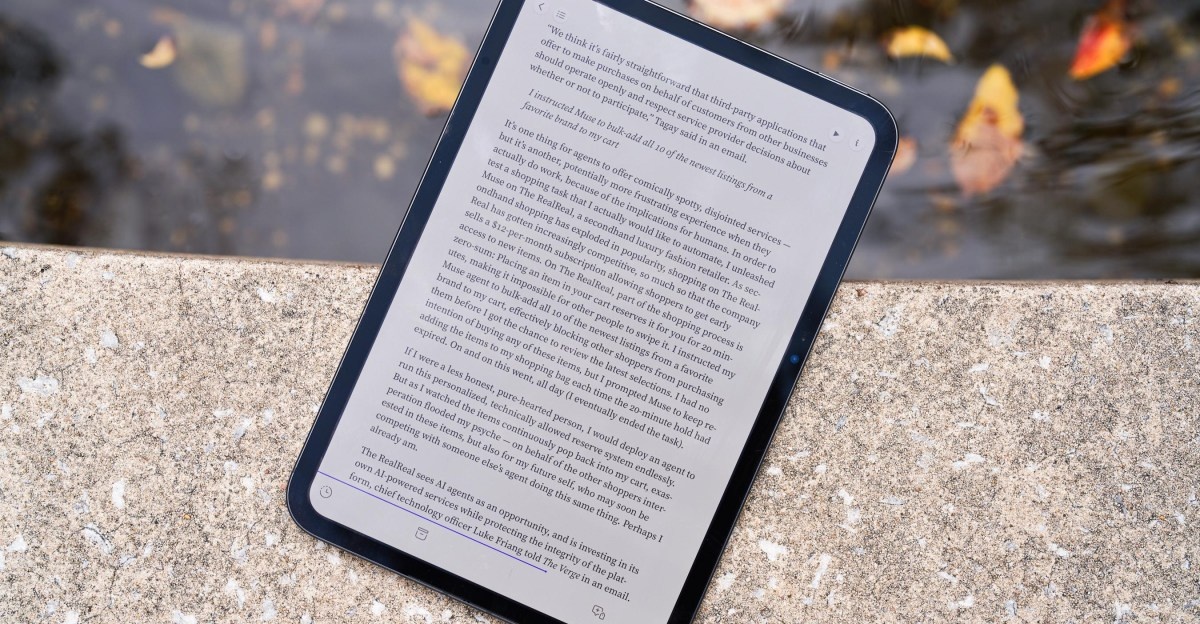 "We think it's fairly straightforward that third-party applications that
offer to make purchases on behalf of customers from other businesses
should operate openly and respect service provider decisions about
whether or not to participate," Tagay said in an email.
I instructed Muse to bulk-add all 10 of the newest listings from a
favorite brand to my cart
It's one thing for agents to offer comically spotty, disjointed services —
but it's another, potentially more frustrating experience when they
actually do work, because of the implications for humans. In order to
test a shopping task that I actually would like to automate, I unleashed
Muse on The RealReal, a secondhand luxury fashion retailer. As sec-
ondhand shopping has exploded in popularity, shopping on The Real-
Real has gotten increasingly competitive, so much so that the company
sells a $12-per-month subscription allowing shoppers to get early
access to new items. On The RealReal, part of the shopping process is
zero-sum: Placing an item in your cart reserves it for you for 20 min-
utes, making it impossible for other people to swipe it. I instructed my
Muse agent to bulk-add all 10 of the newest listings from a favorite
brand to my cart, effectively blocking other shoppers from purchasing
them before I got the chance to review the latest selections. I had no
intention of buying any of these items, but I prompted Muse to keep re-
adding the items to my shopping bag each time the 20-minute hold had
expired. On and on this went, all day (I eventually ended the task).
If I were a less honest, pure-hearted person, I would deploy an agent to
run this personalized, technically allowed reserve system endlessly.
But as I watched the items continuously pop back into my cart, exas-
peration flooded my psyche — on behalf of the other shoppers inter-
ested in these items, but also for my future self, who may soon be
competing with someone else's agent doing this same thing. Perhaps I
already am.
The RealReal sees AI agents as an opportunity, and is investing in its
own AI-powered services while protecting the integrity of the plat-
form, chief technology officer Luke Friang told The Verge in an email.